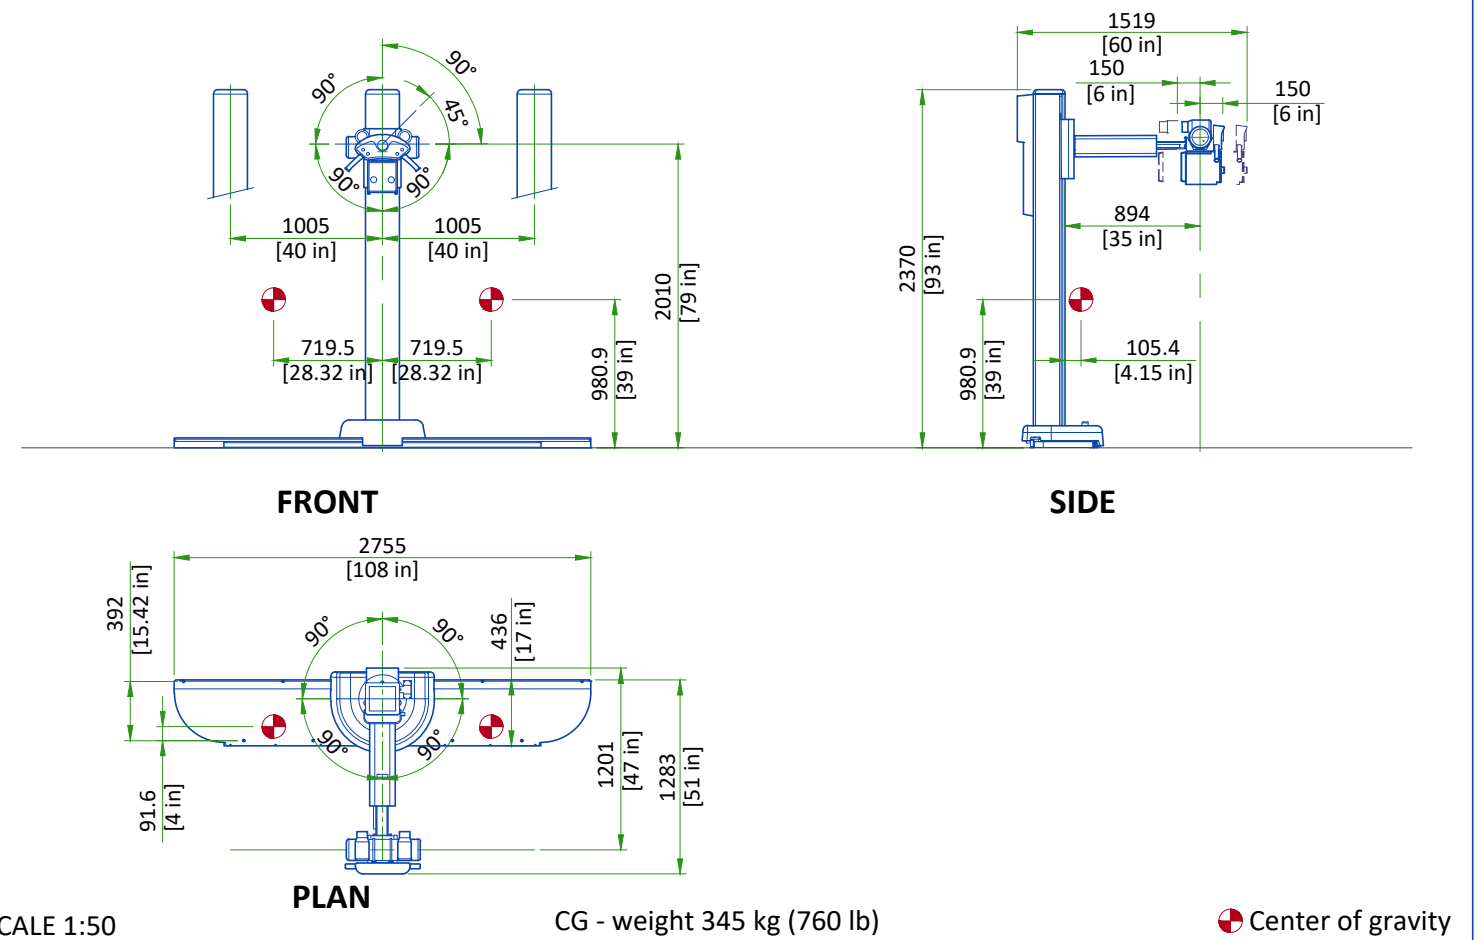 90°
90°
45°
90°
90°
1005
[40 in]
1005
[40 in]
2010
[79 in]
719.5
[28.32 in]
719.5
[28.32 in]
980.9
[39 in]
FRONT
1519
[60 in]
150
[6 in]
150
[6 in]
894
[35 in]
2370
[93 in]
980.9
[39 in]
105.4
[4.15 in]
SIDE
2755
[108 in]
392
[15.42 in]
90°
90°
436
[17 in]
90°
90°
91.6
[4 in]
1201
[47 in]
1283
[51 in]
PLAN
CALE 1:50
CG - weight 345 kg (760 lb)
Center of gravity